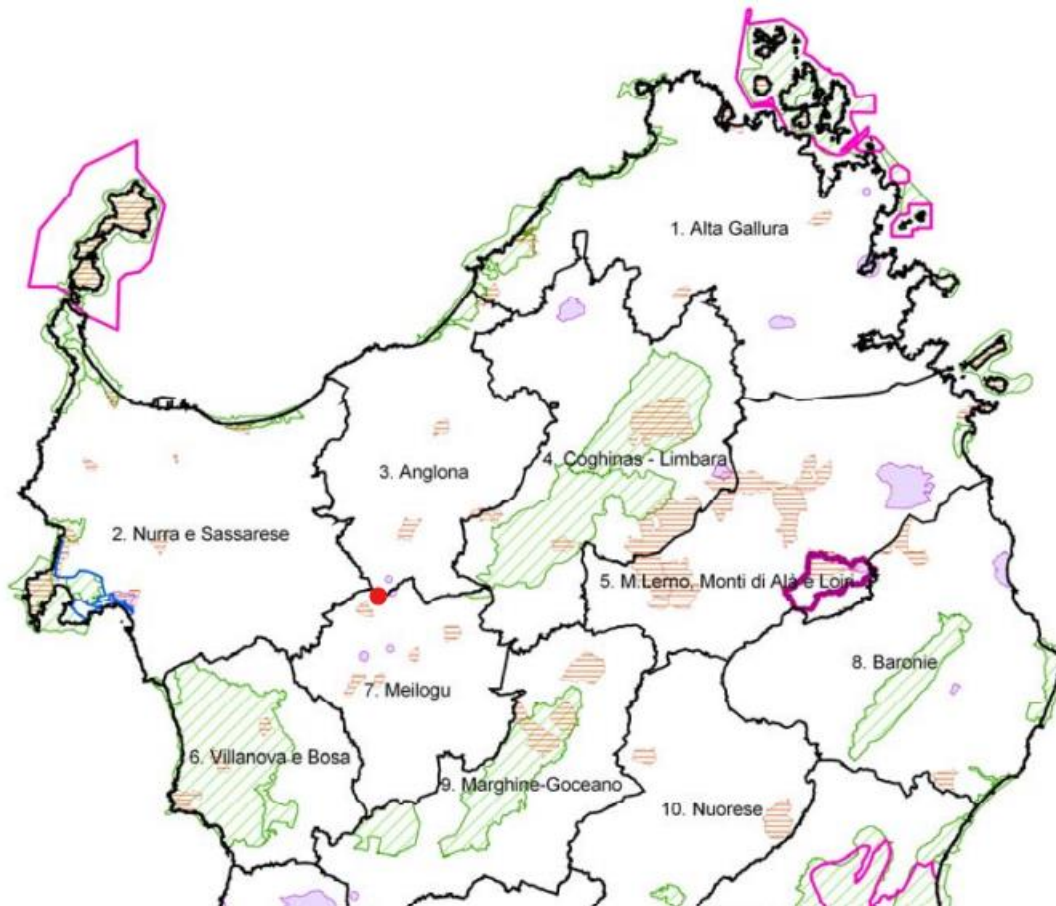 1. Alta Gallura
4. Coghinas - Limbara
3. Anglona
2. Nurra e Sassarese
5. M.Lerno, Monti di Alà e Loiri
8. Baronie
7. Meilogu
6. Villanova e Bosa
9. Marghine-Goceano
10. Nuorese